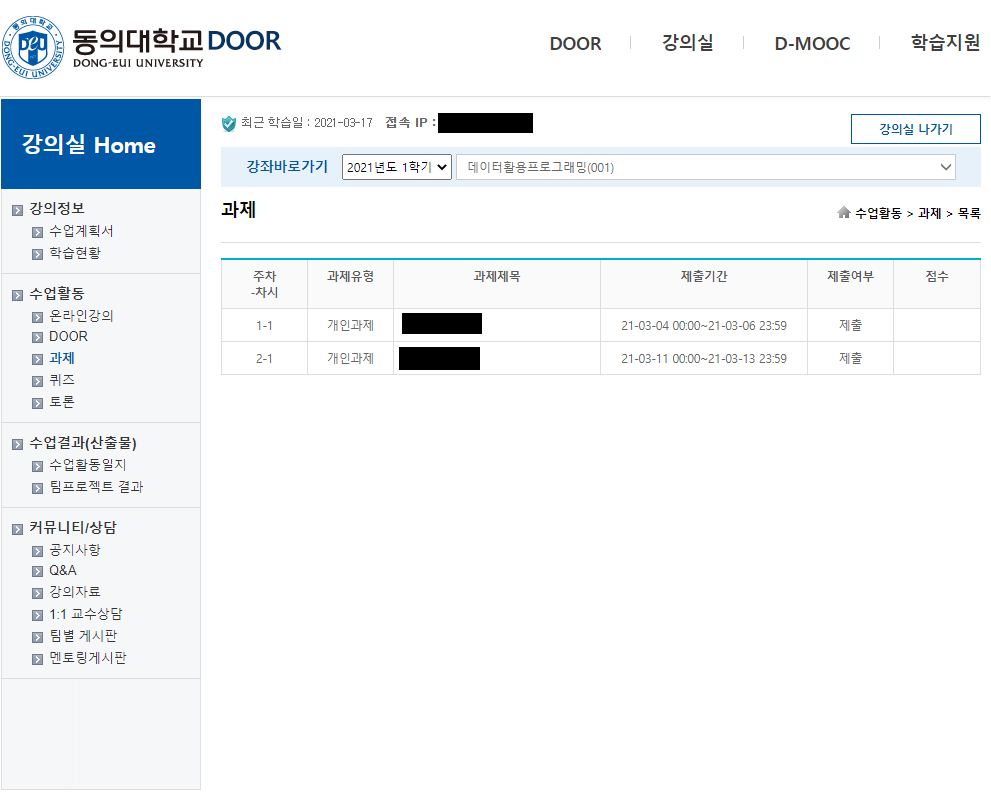 동의대학교 DOOR
DONG-EUI UNIVERSITY
DOOR 강의실 D-MOOC 학습지원
강의실 Home
최근 학습일 : 2021-03-17 접속 IP :
강의실 나가기
강좌바로가기 2021년도 1학기 데이터활용프로그래밍(001)
과제
수업활동 > 과제 > 목록
강의정보
수업계획서
학습현황
수업활동
온라인강의
DOOR
과제
퀴즈
토론
수업결과(산출물)
수업활동일지
팀프로젝트 결과
커뮤니티/상담
공지사항
Q&A
강의자료
1:1 교수상담
팀별 게시판
멘토링게시판
주차
-차시
과제유형 과제제목 제출기간 제출여부 점수
1-1 개인과제 21-03-04 00:00~21-03-06 23:59 제출
2-1 개인과제 21-03-11 00:00~21-03-13 23:59 제출